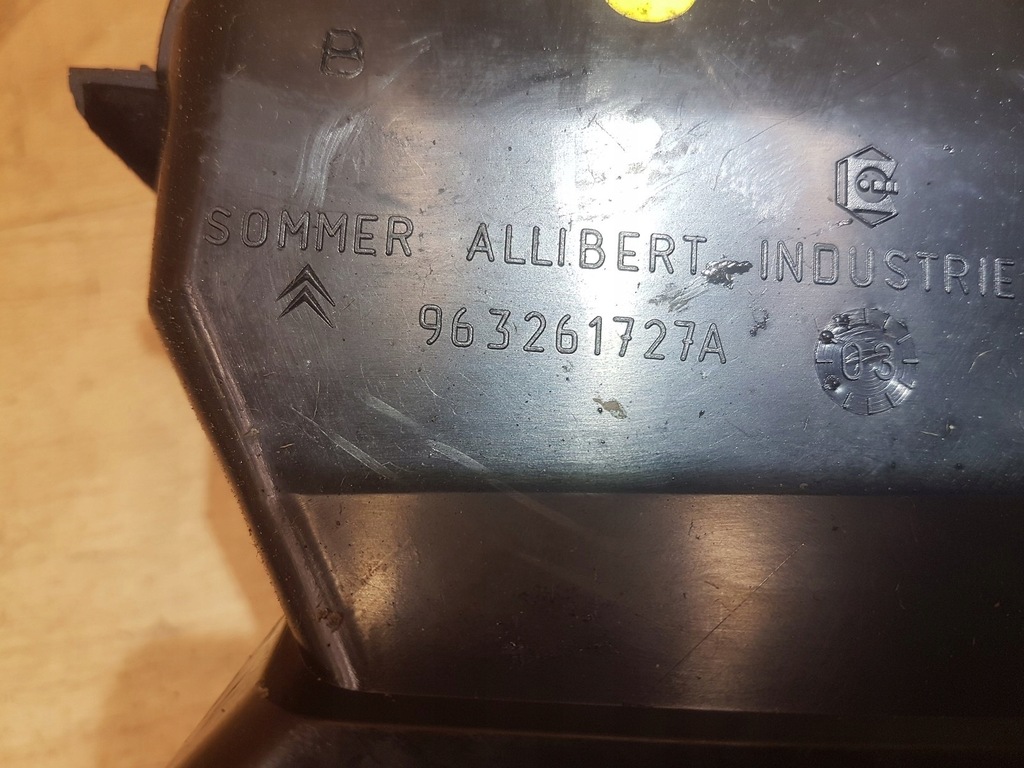 B
SOMMER ALLIBERT INDUSTRIE
963261727A
03